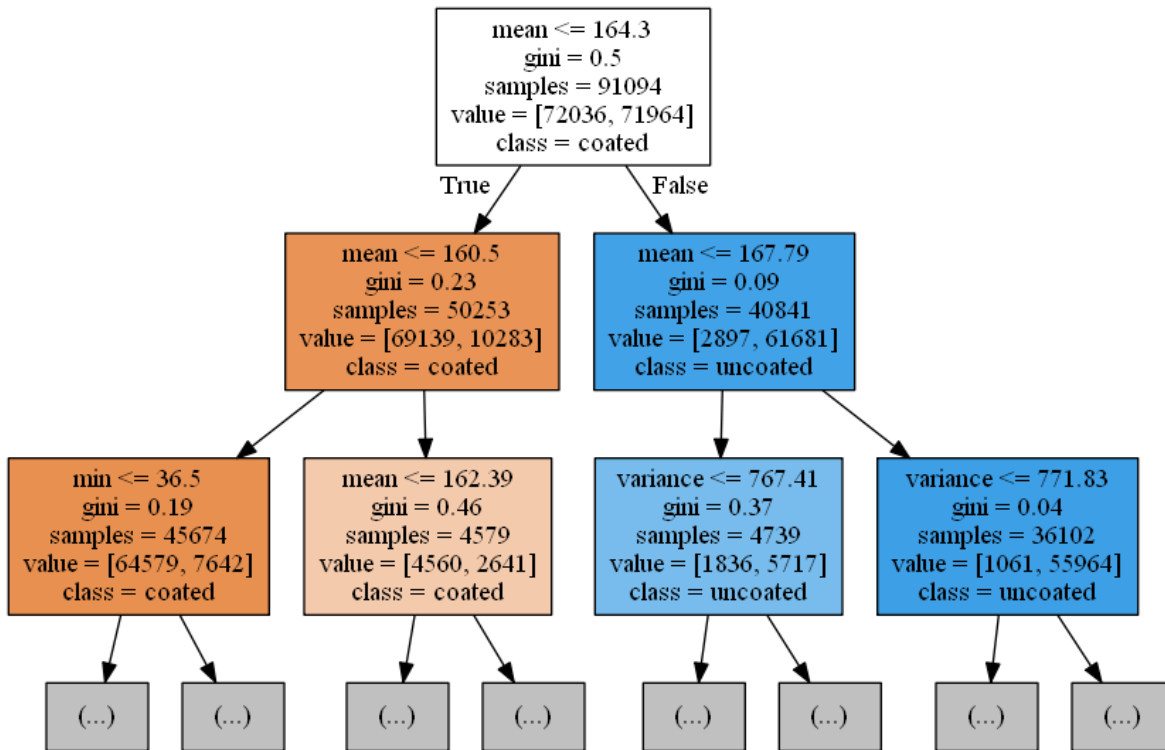 mean <= 164.3
gini = 0.5
samples = 91094
value = [72036, 71964]
class = coated
True
False
mean <= 160.5
gini = 0.23
samples = 50253
value = [69139, 10283]
class = coated
mean <= 167.79
gini = 0.09
samples = 40841
value = [2897, 61681]
class = uncoated
min <= 36.5
gini = 0.19
samples = 45674
value = [64579, 7642]
class = coated
mean <= 162.39
gini = 0.46
samples = 4579
value = [4560, 2641]
class = coated
variance <= 767.41
gini = 0.37
samples = 4739
value = [1836, 5717]
class = uncoated
variance <= 771.83
gini = 0.04
samples = 36102
value = [1061, 55964]
class = uncoated
(...)
(...)
(...)
(...)
(...)
(...)
(...)
(...)